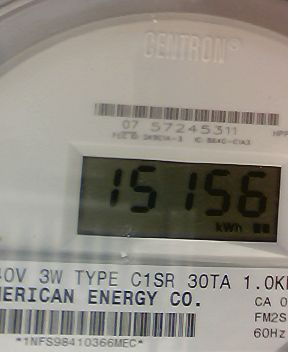 CENTRON®
07 57245311
15156
kWh
40V 3W TYPE C1SR 30TA 1.0K
MERICAN ENERGY CO.
CA 0
FM2S
60Hz
*1NFS98410366MEC*